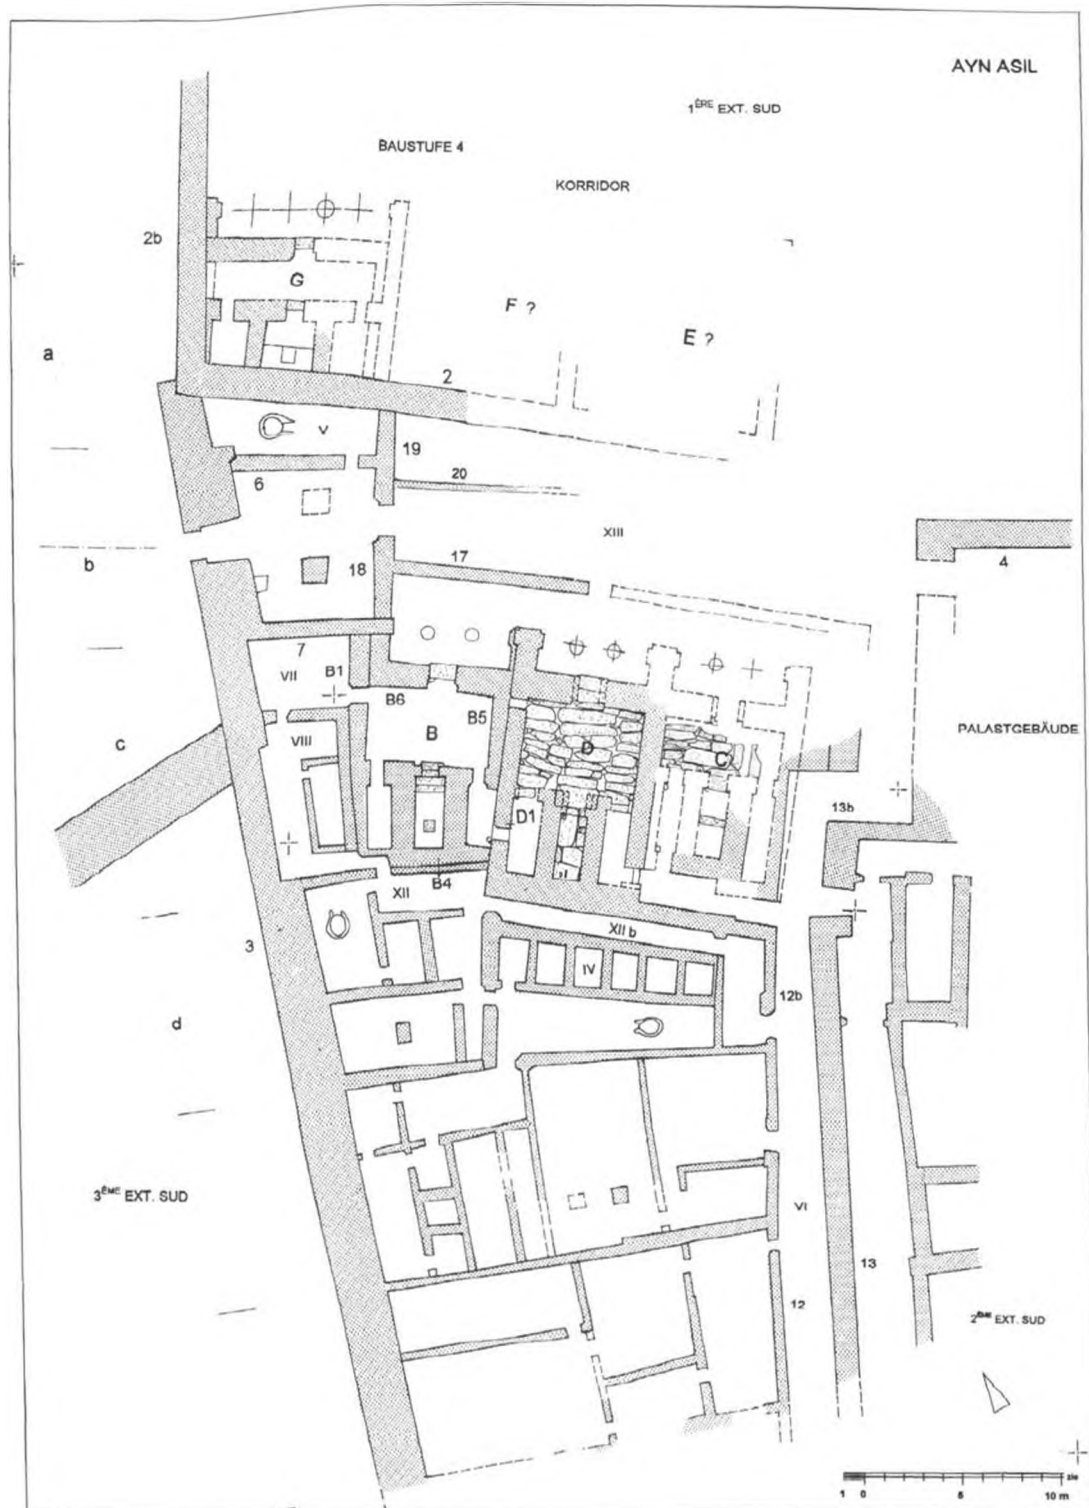 AYN ASIL
1ÈRE EXT. SUD
BAUSTUFE 4
KORRIDOR
2b
G
F ?
E ?
a
2
V
19
20
6
XIII
b
18
17
4
7
VII
B1
B6
B
B5
D
C
PALASTGEBÄUDE
c
VIII
D1
13b
B4
XII
3
XII b
IV
12b
d
3ÈME EXT. SUD
VI
13
12
2ÈME EXT. SUD
1 0 5 10 m